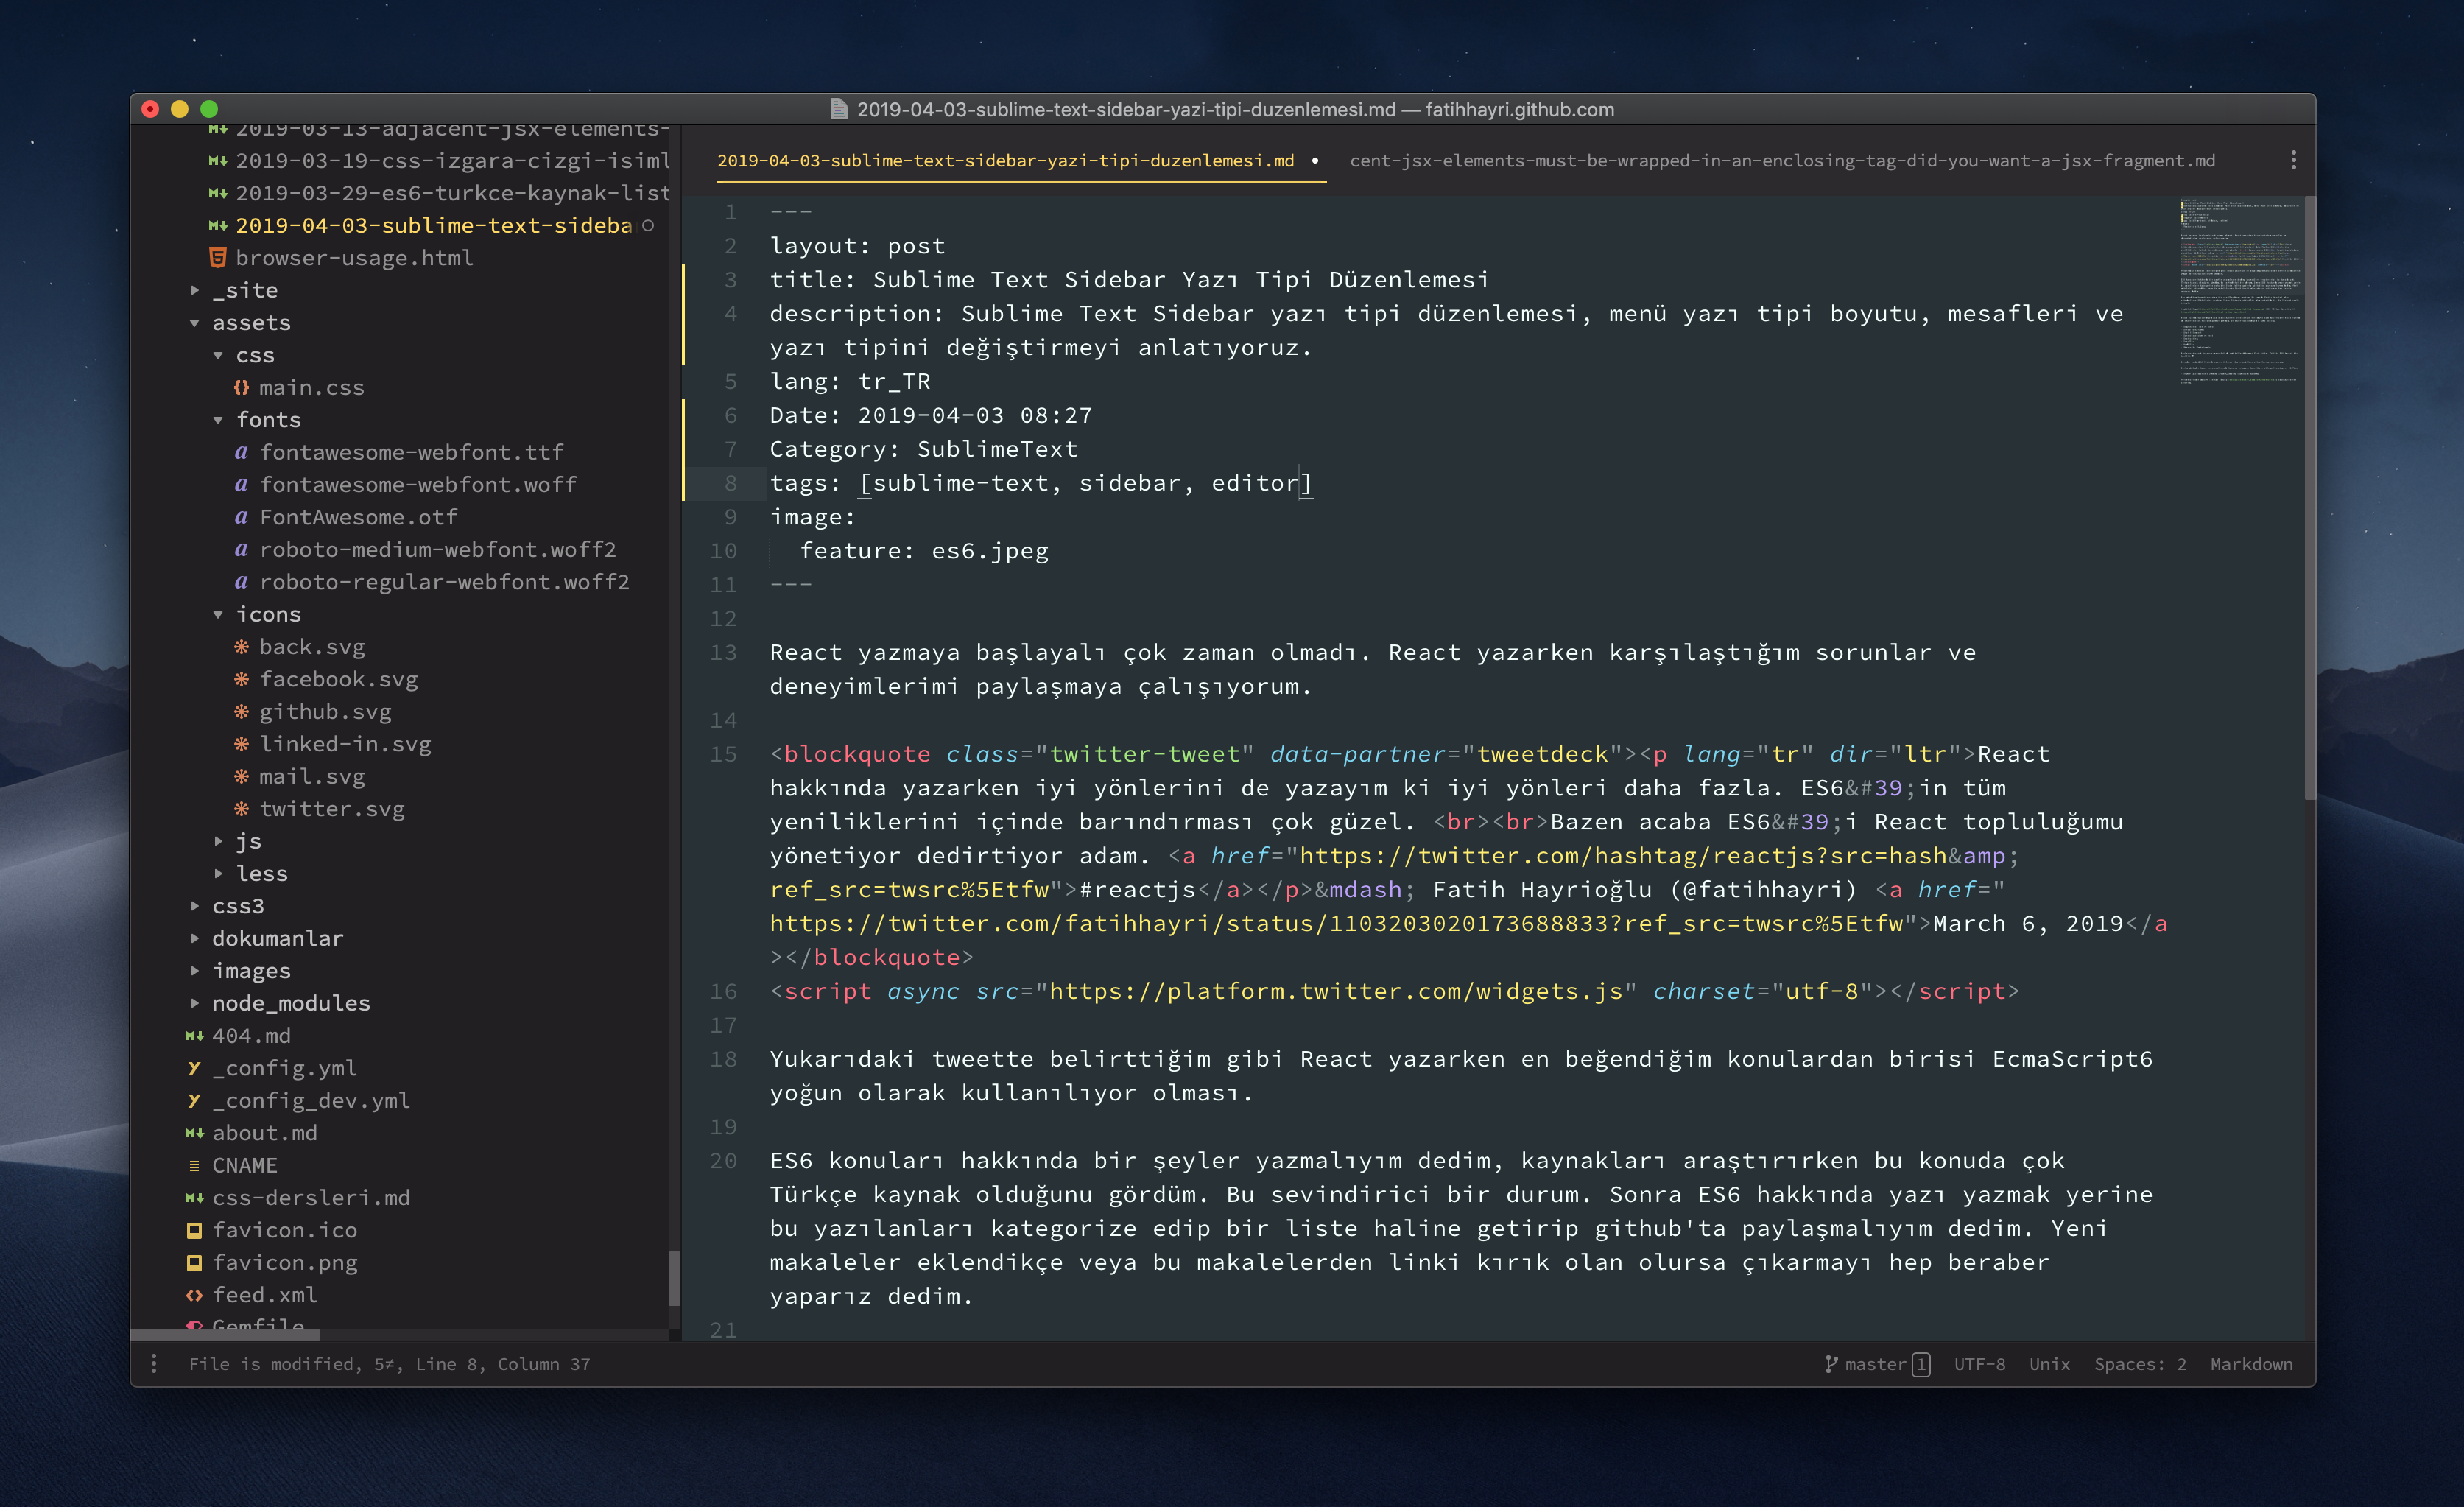 2019-04-03-sublime-text-sidebar-yazi-tipi-duzenlemesi.md — fatihhayri.github.com
2019-03-13-adjacent-jsx-elements-
2019-03-19-css-izgara-cizgi-isiml
2019-03-29-es6-turkce-kaynak-list
2019-04-03-sublime-text-sideba
browser-usage.html
_site
assets
css
main.css
fonts
fontawesome-webfont.ttf
fontawesome-webfont.woff
FontAwesome.otf
roboto-medium-webfont.woff2
roboto-regular-webfont.woff2
icons
back.svg
facebook.svg
github.svg
linked-in.svg
mail.svg
twitter.svg
js
less
css3
dokumanlar
images
node_modules
404.md
_config.yml
_config_dev.yml
about.md
CNAME
css-dersleri.md
favicon.ico
favicon.png
feed.xml
Gemfile
2019-04-03-sublime-text-sidebar-yazi-tipi-duzenlemesi.md • cent-jsx-elements-must-be-wrapped-in-an-enclosing-tag-did-you-want-a-jsx-fragment.md
1 ---
2 layout: post
3 title: Sublime Text Sidebar Yazı Tipi Düzenlemesi
4 description: Sublime Text Sidebar yazı tipi düzenlemesi, menü yazı tipi boyutu, mesafleri ve
yazı tipini değiştirmeyi anlatıyoruz.
5 lang: tr_TR
6 Date: 2019-04-03 08:27
7 Category: SublimeText
8 tags: [sublime-text, sidebar, editor]
9 image:
10 feature: es6.jpeg
11 ---
12
13 React yazmaya başlayalı çok zaman olmadı. React yazarken karşılaştığım sorunlar ve
deneyimlerimi paylaşmaya çalışıyorum.
14
15 <blockquote class="twitter-tweet" data-partner="tweetdeck"><p lang="tr" dir="ltr">React
hakkında yazarken iyi yönlerini de yazayım ki iyi yönleri daha fazla. ES6&#39;in tüm
yeniliklerini içinde barındırması çok güzel. <br><br>Bazen acaba ES6&#39;i React topluluğumu
yönetiyor dedirtiyor adam. <a href="https://twitter.com/hashtag/reactjs?src=hash&amp;
ref_src=twsrc%5Etfw">#reactjs</a></p>&mdash; Fatih Hayrioğlu (@fatihhayri) <a href="
https://twitter.com/fatihhayri/status/1103203020173688833?ref_src=twsrc%5Etfw">March 6, 2019</a
></blockquote>
16 <script async src="https://platform.twitter.com/widgets.js" charset="utf-8"></script>
17
18 Yukarıdaki tweette belirttiğim gibi React yazarken en beğendiğim konulardan birisi EcmaScript6
yoğun olarak kullanılıyor olması.
19
20 ES6 konuları hakkında bir şeyler yazmalıyım dedim, kaynakları araştırırken bu konuda çok
Türkçe kaynak olduğunu gördüm. Bu sevindirici bir durum. Sonra ES6 hakkında yazı yazmak yerine
bu yazılanları kategorize edip bir liste haline getirip github'ta paylaşmalıyım dedim. Yeni
makaleler eklendikçe veya bu makalelerden linki kırık olan olursa çıkarmayı hep beraber
yaparız dedim.
21
File is modified, 5≠, Line 8, Column 37
master 1 UTF-8 Unix Spaces: 2 Markdown